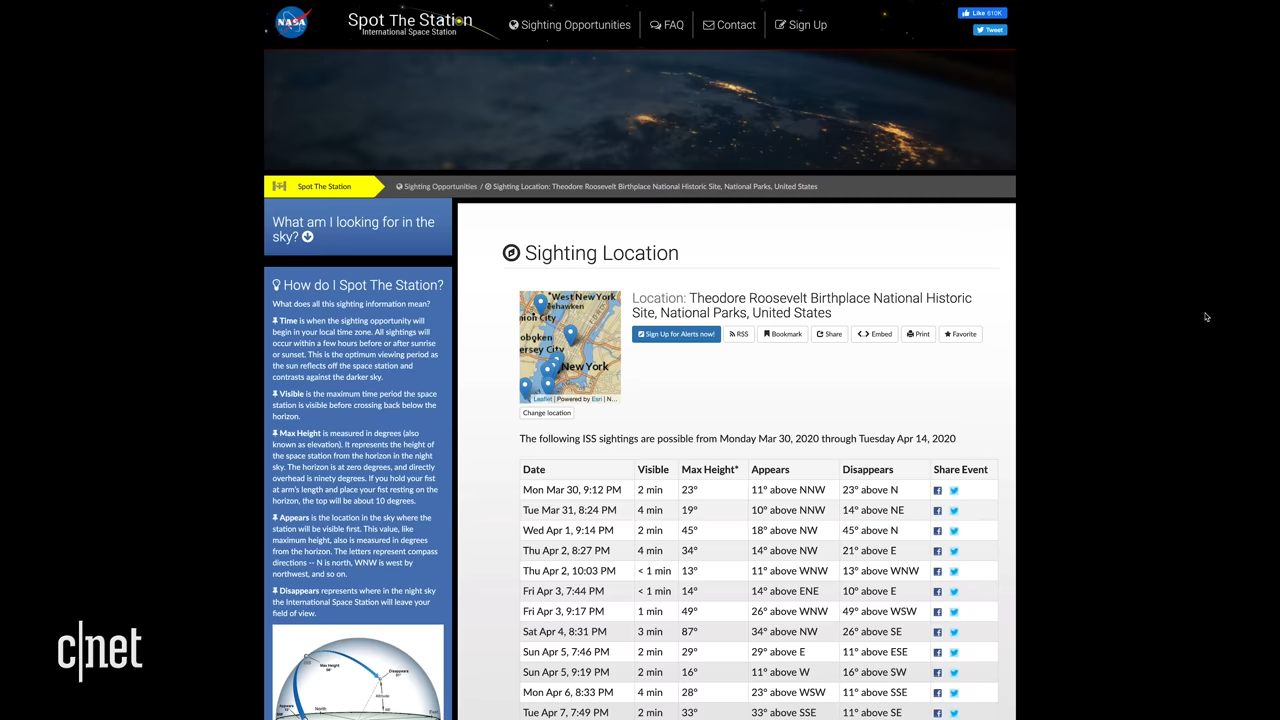 NASA
Spot The Station
International Space Station
Sighting Opportunities
FAQ
Contact
Sign Up
Like 610K
Tweet
Spot The Station
Sighting Opportunities / Sighting Location: Theodore Roosevelt Birthplace National Historic Site, National Parks, United States
What am I looking for in the
sky?
How do I Spot The Station?
What does all this sighting information mean?
Time is when the sighting opportunity will
begin in your local time zone. All sightings will
occur within a few hours before or after sunrise
or sunset. This is the optimum viewing period as
the sun reflects off the space station and
contrasts against the darker sky.
Visible is the maximum time period the space
station is visible before crossing back below the
horizon.
Max Height is measured in degrees (also
known as elevation). It represents the height of
the space station from the horizon in the night
sky. The horizon is at zero degrees, and directly
overhead is ninety degrees. If you hold your fist
at arm's length and place your fist resting on the
horizon, the top will be about 10 degrees.
Appears is the location in the sky where the
station will be visible first. This value, like
maximum height, also is measured in degrees
from the horizon. The letters represent compass
directions -- N is north, WNW is west by
northwest, and so on.
Disappears represents where in the night sky
the International Space Station will leave your
field of view.
Max Height
Disappears
Altitude
Appears
North
East
Sighting Location
West New York
eehawken
nion City
oboken
ersey City
New York
Leaflet | Powered by Esri | N...
Change location
Location: Theodore Roosevelt Birthplace National Historic
Site, National Parks, United States
Sign Up for Alerts now!
RSS
Bookmark
Share
Embed
Print
Favorite
The following ISS sightings are possible from Monday Mar 30, 2020 through Tuesday Apr 14, 2020
Date Visible Max Height* Appears Disappears Share Event
Mon Mar 30, 9:12 PM 2 min 23° 11° above NNW 23° above N
Tue Mar 31, 8:24 PM 4 min 19° 10° above NNW 14° above NE
Wed Apr 1, 9:14 PM 2 min 45° 18° above NW 45° above N
Thu Apr 2, 8:27 PM 4 min 34° 14° above NW 21° above E
Thu Apr 2, 10:03 PM < 1 min 13° 11° above WNW 13° above WNW
Fri Apr 3, 7:44 PM < 1 min 14° 14° above ENE 10° above E
Fri Apr 3, 9:17 PM 1 min 49° 26° above WNW 49° above WSW
Sat Apr 4, 8:31 PM 3 min 87° 34° above NW 26° above SE
Sun Apr 5, 7:46 PM 2 min 29° 29° above E 11° above ESE
Sun Apr 5, 9:19 PM 2 min 16° 11° above W 16° above SW
Mon Apr 6, 8:33 PM 4 min 28° 23° above WSW 11° above SSE
Tue Apr 7, 7:49 PM 2 min 33° 33° above SSE 11° above SE
c|net